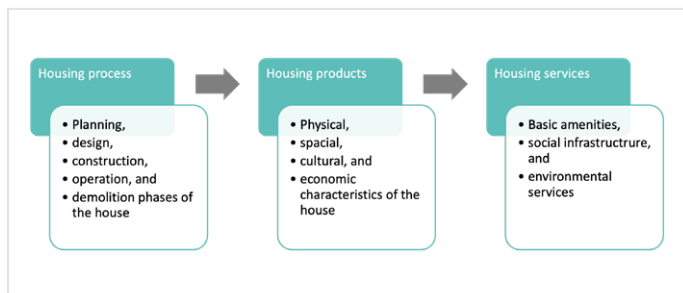 Housing process
• Planning,
• design,
• construction,
• operation, and
• demolition phases of
the house
Housing products
• Physical,
• spacial,
• cultural, and
• economic
characteristics of the
house
Housing services
• Basic amenities,
• social infrastrucrure,
and
• environmental
services